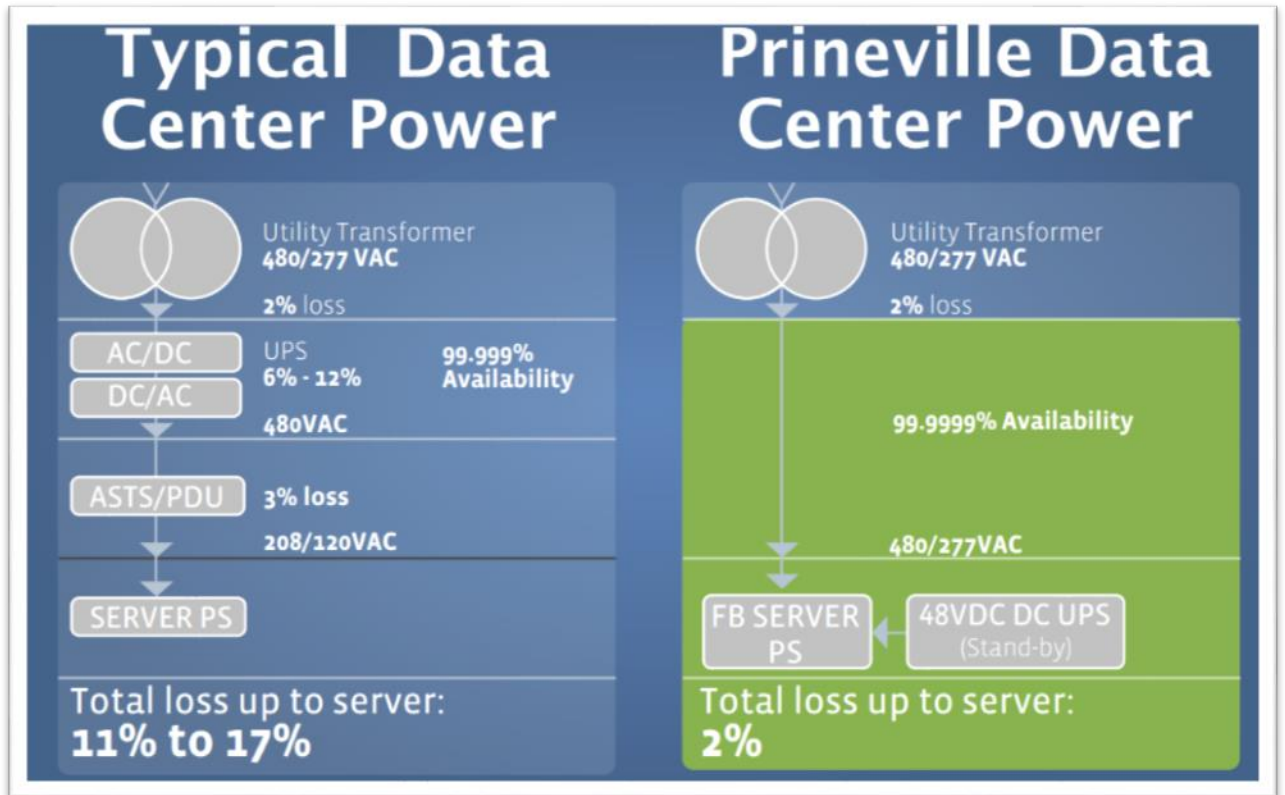 Typical Data
Center Power
Utility Transformer
480/277 VAC
2% loss
AC/DC
DC/AC
UPS
6% - 12%
480VAC
99.999%
Availability
ASTS/PDU
3% loss
208/120VAC
SERVER PS
Total loss up to server:
11% to 17%
Prineville Data
Center Power
Utility Transformer
480/277 VAC
2% loss
99.9999% Availability
480/277VAC
FB SERVER
PS
48VDC DC UPS
(Stand-by)
Total loss up to server:
2%